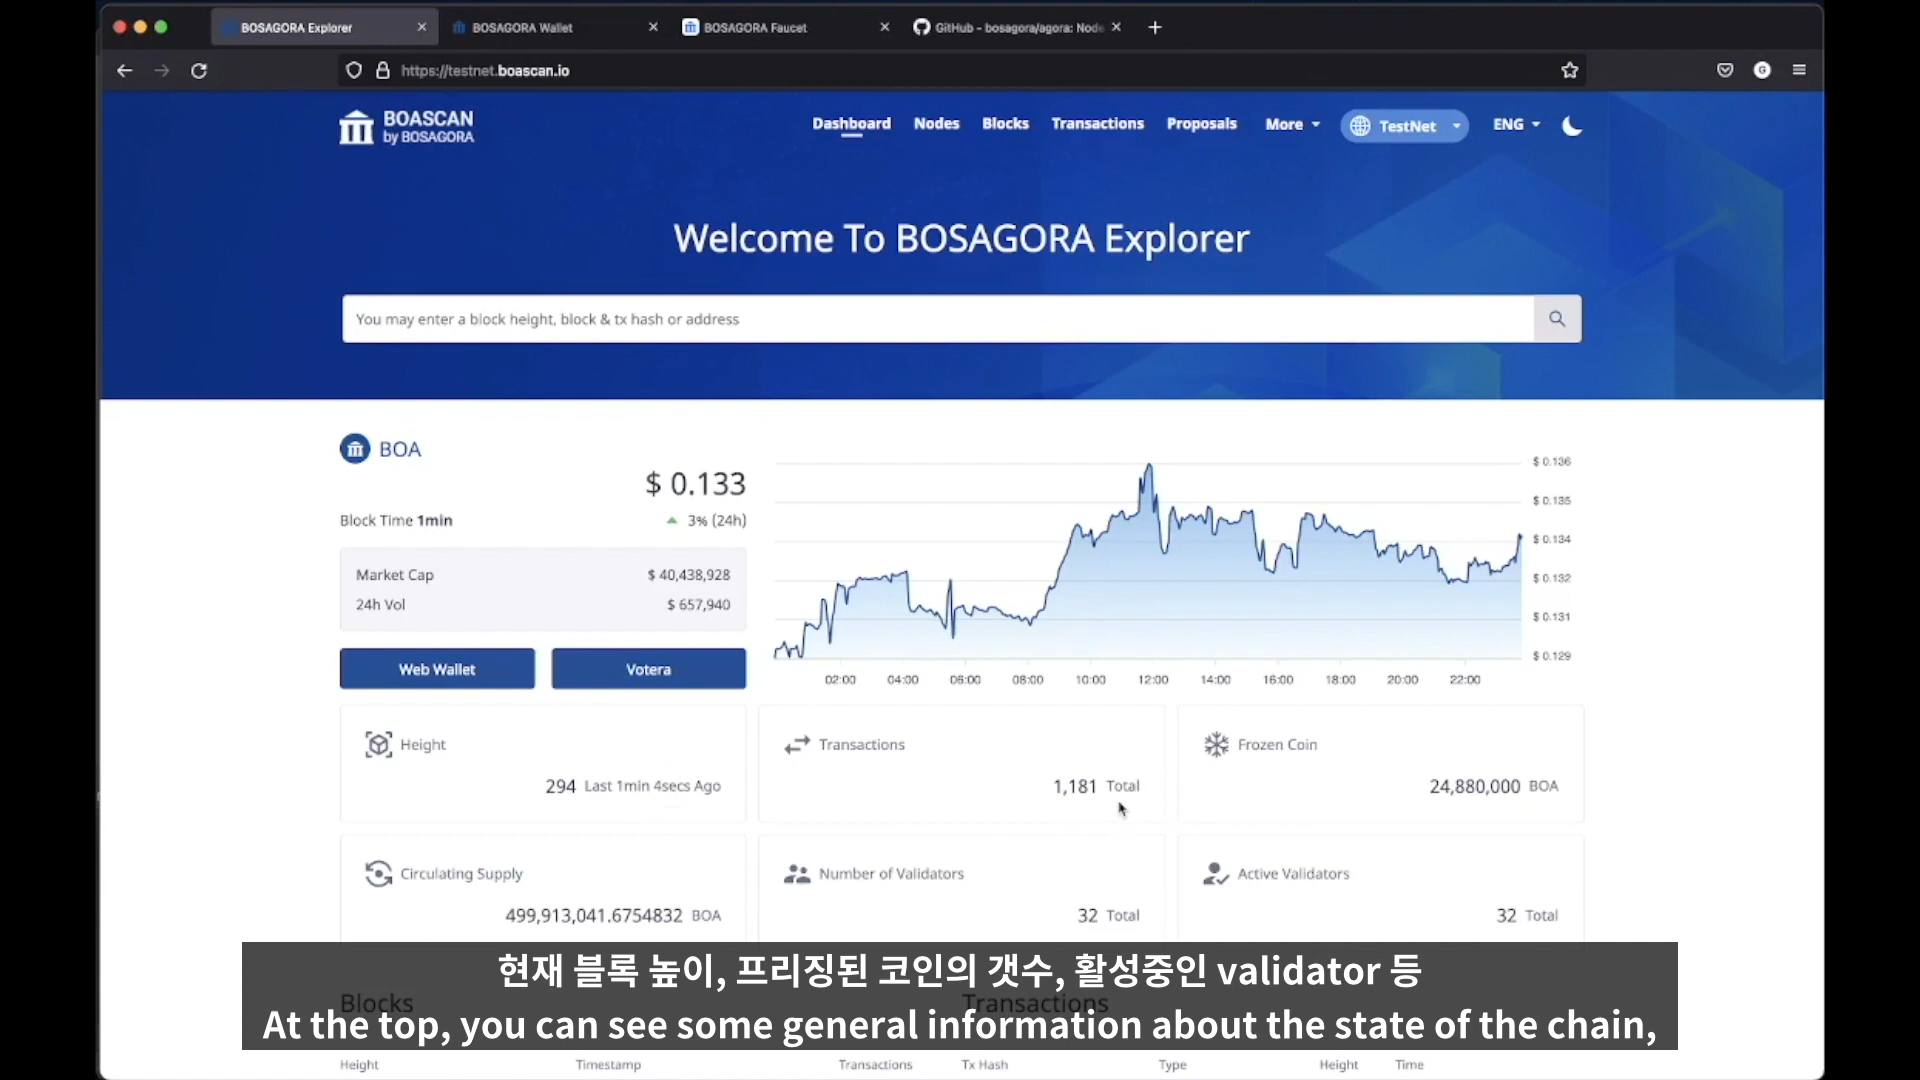 BOSAGORA Explorer
BOSAGORA Wallet
BOSAGORA Faucet
GitHub - bosagora/agora: Node
https://testnet.boascan.io
BOASCAN
by BOSAGORA
Dashboard Nodes Blocks Transactions Proposals More TestNet ENG
Welcome To BOSAGORA Explorer
You may enter a block height, block & tx hash or address
BOA
$ 0.133
Block Time 1min
3% (24h)
Market Cap $ 40,438,928
24h Vol $ 657,940
Web Wallet
Votera
$ 0.136
$ 0.135
$ 0.134
$ 0.132
$ 0.131
$ 0.129
02:00 04:00 06:00 08:00 10:00 12:00 14:00 16:00 18:00 20:00 22:00
Height
294 Last 1min 4secs Ago
Transactions
1,181 Total
Frozen Coin
24,880,000 BOA
Circulating Supply
499,913,041.6754832 BOA
Number of Validators
32 Total
Active Validators
32 Total
현재 블록 높이, 프리징된 코인의 갯수, 활성중인 validator 등
Blocks
Transactions
At the top, you can see some general information about the state of the chain,
Height Timestamp Transactions Tx Hash Type Height Time